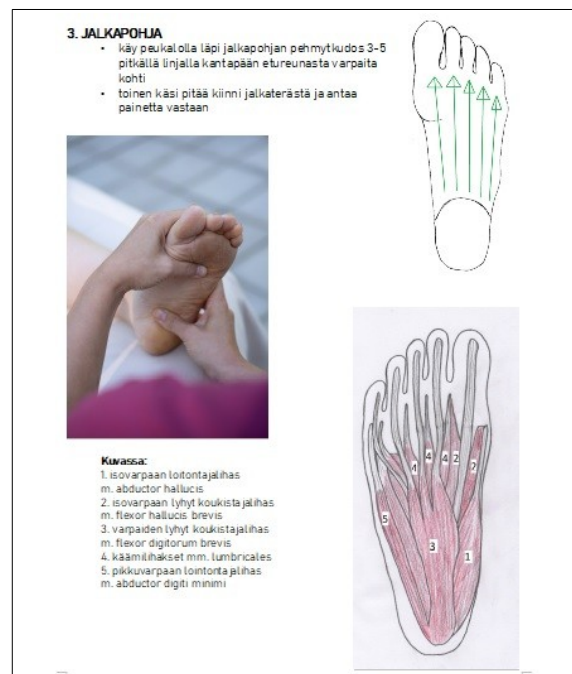 3. JALKAPOHJA
• käy peukalolla läpi jalkapohjan pehmytkudos 3-5
pitkällä linjalla kantapään etureunasta varpaita
kohti
• toinen käsi pitää kiinni jalkaterästä ja antaa
painetta vastaan
Kuvassa:
1. isovarpaan loitontajalihas
m. abductor hallucis
2. isovarpaan lyhyt koukistajalihas
m. flexor hallucis brevis
3. varpaiden lyhyt koukistajalihas
m. flexor digitorum brevis
4. käämilihakset mm. lumbricales
5. pikkuvarpaan lointontajalihas
m. abductor digiti minimi
4 4 4 2 2
5
3
1